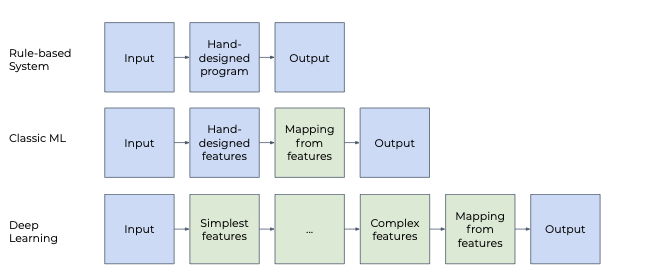 Rule-based
System
Input
Hand-
designed
program
Output
Classic ML
Input
Hand-
designed
features
Mapping
from
features
Output
Deep
Learning
Input
Simplest
features
...
Complex
features
Mapping
from
features
Output